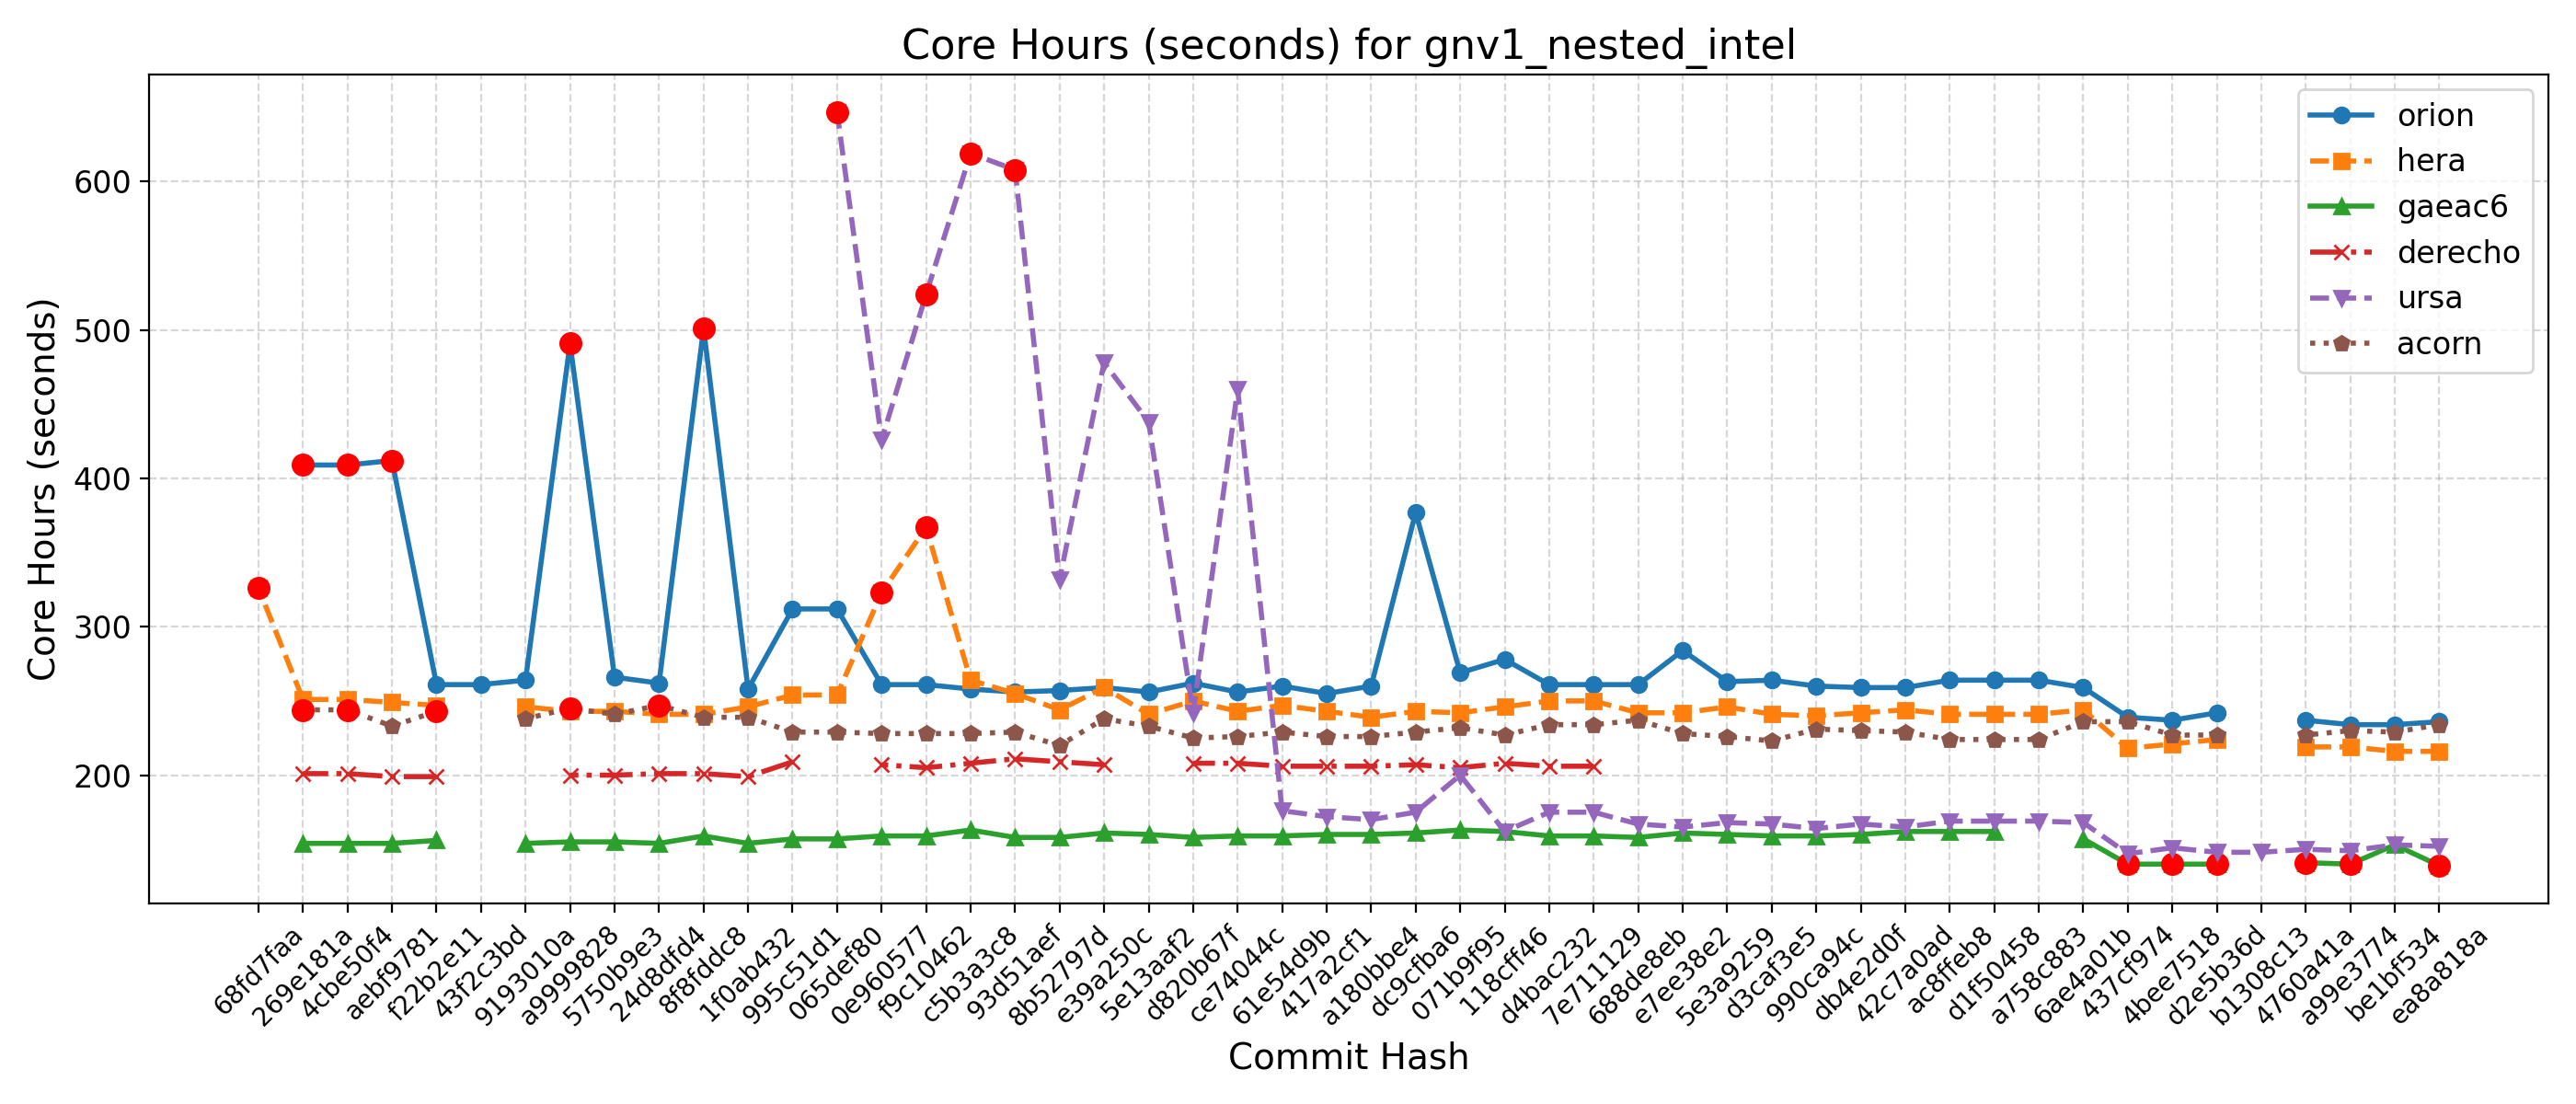 Core Hours (seconds) for gnv1_nested_intel
Core Hours (seconds)
600
500
400
300
200
orion
hera
gaeac6
derecho
ursa
acorn
68fd7faa
269e181a
4cbe50f4
aebf9781
f22b2e11
43f2c3bd
9193010a
a9999828
5750b9e3
24d8dfd4
8f8fddc8
1f0ab432
995c51d1
065def80
0e960577
f9c10462
c5b3a3c8
93d51aef
8b52797d
e39a250c
5e13aaf2
d820b67f
ce74044c
61e54d9b
417a2cf1
a180bbe4
dc9cfba6
071b9f95
118cff46
d4bac232
7e711129
688de8eb
e7ee38e2
5e3a9259
d3caf3e5
990ca94c
db4e2d0f
42c7a0ad
ac8ffeb8
d1f50458
a758c883
6ae4a01b
437cf974
4bee7518
d2e5b36d
b1308c13
4760a41a
a99e3774
be1bf534
ea8a818a
Commit Hash